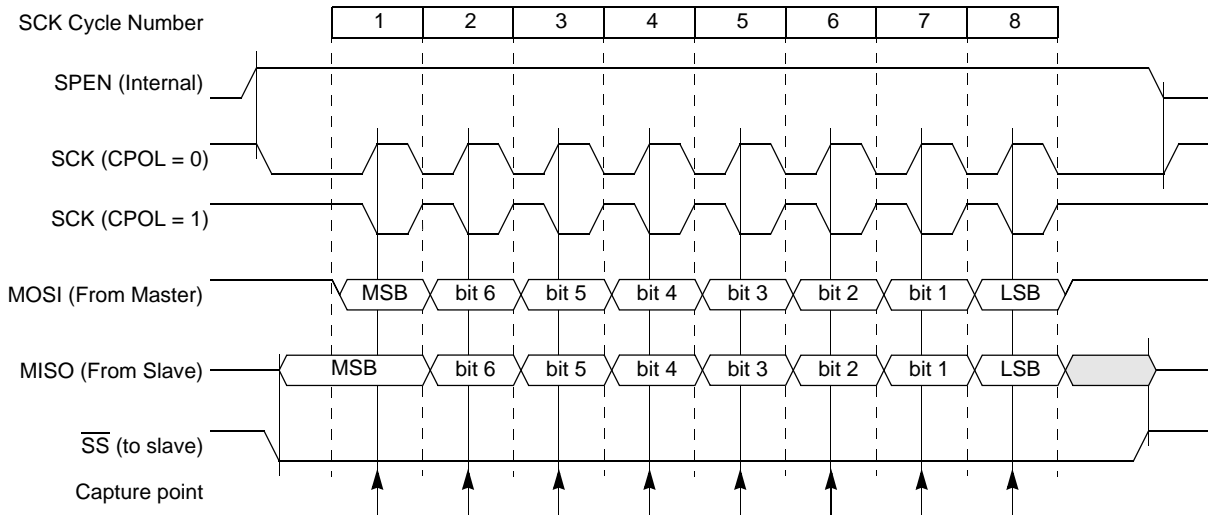 SCK Cycle Number 1 2 3 4 5 6 7 8
SPEN (Internal)
SCK (CPOL = 0)
SCK (CPOL = 1)
MOSI (From Master) MSB bit 6 bit 5 bit 4 bit 3 bit 2 bit 1 LSB
MISO (From Slave) MSB bit 6 bit 5 bit 4 bit 3 bit 2 bit 1 LSB
S̅S̅ (to slave)
Capture point